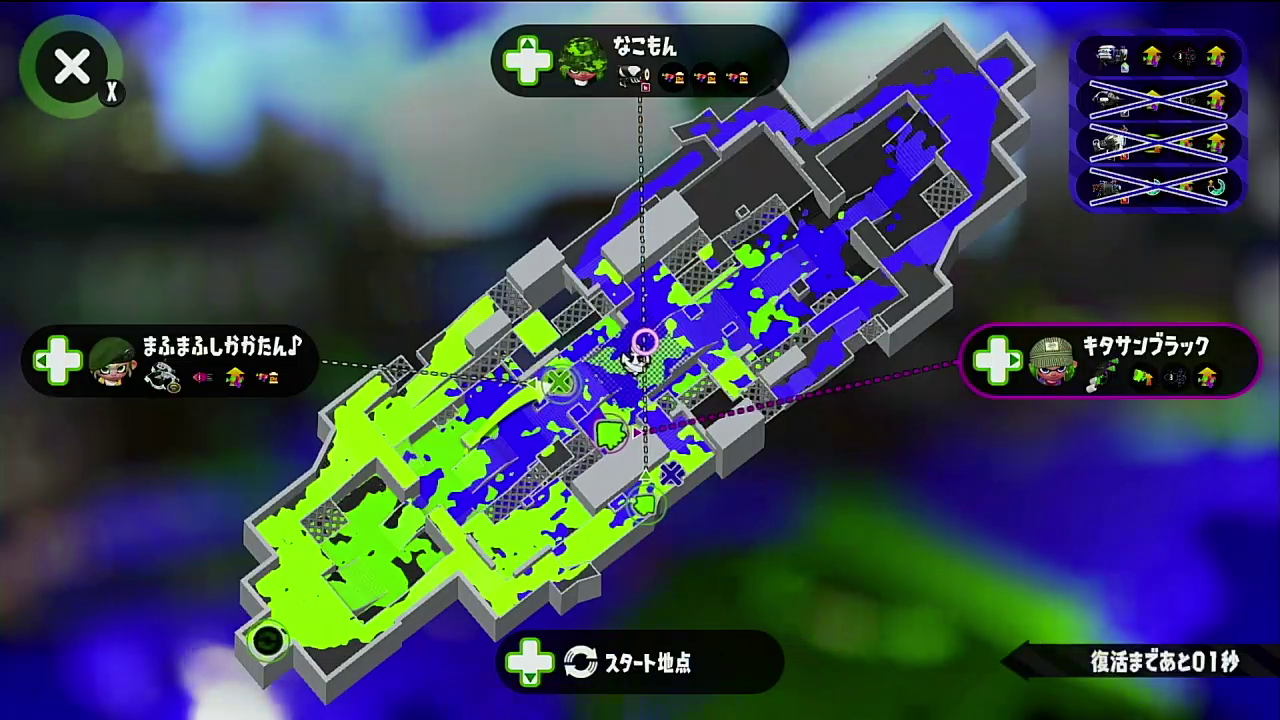 X
なこもん
まふまふしかかたん♪
キタサンブラック
スタート地点
復活まであと01秒